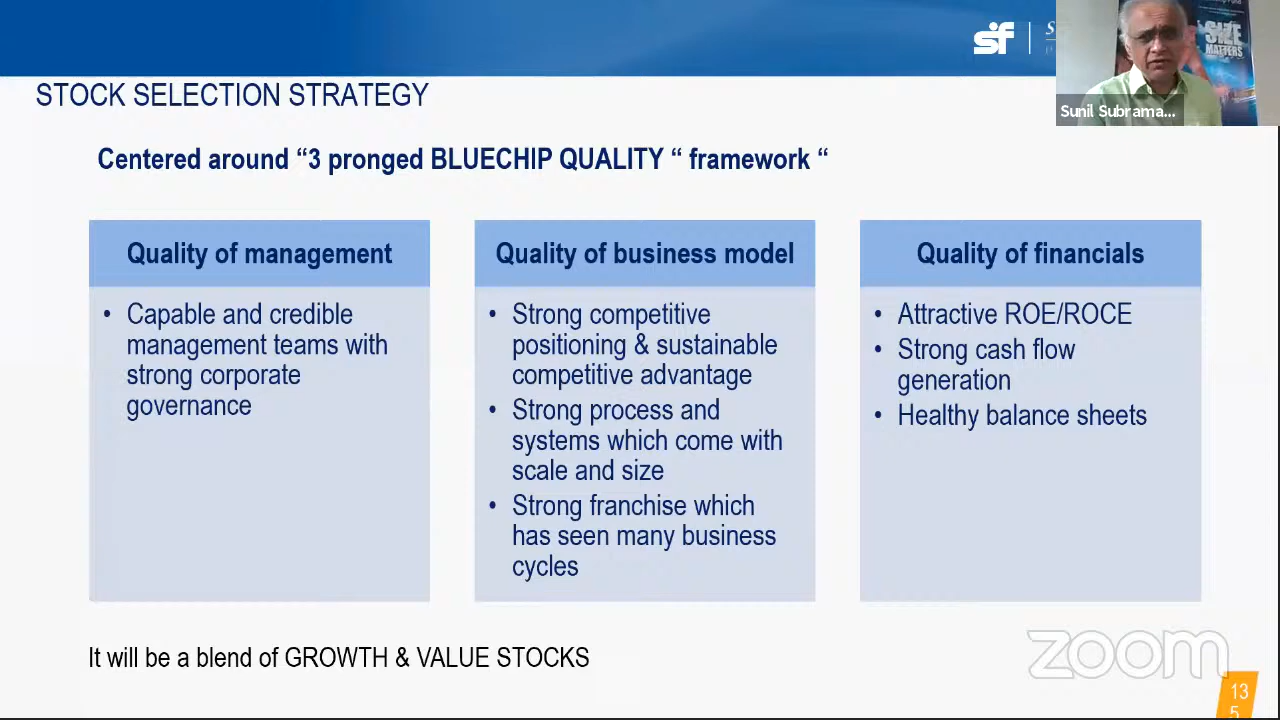 sf
SIZE
MATTERS
Sunil Subrama...
STOCK SELECTION STRATEGY
Centered around “3 pronged BLUECHIP QUALITY “ framework “
Quality of management
• Capable and credible
management teams with
strong corporate
governance
Quality of business model
• Strong competitive
positioning & sustainable
competitive advantage
• Strong process and
systems which come with
scale and size
• Strong franchise which
has seen many business
cycles
Quality of financials
• Attractive ROE/ROCE
• Strong cash flow
generation
• Healthy balance sheets
It will be a blend of GROWTH & VALUE STOCKS
zoom
13
5